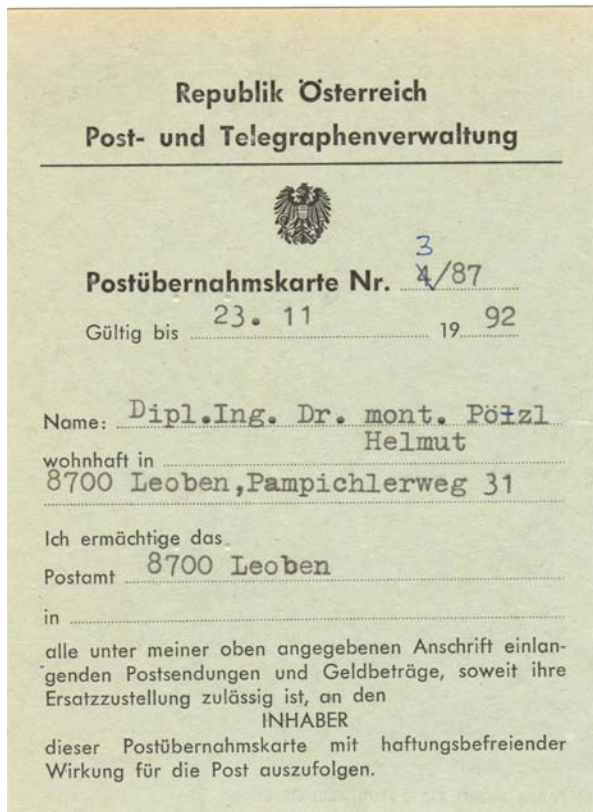 Republik Österreich
Post- und Telegraphenverwaltung
3
Postübernahmskarte Nr. 4/87
Gültig bis 23. 11 19 92
Name: Dipl.Ing. Dr. mont. Pötzl
Helmut
wohnhaft in
8700 Leoben,Pampichlerweg 31
Ich ermächtige das
Postamt 8700 Leoben
in
alle unter meiner oben angegebenen Anschrift einlan-
genden Postsendungen und Geldbeträge, soweit ihre
Ersatzzustellung zulässig ist, an den
INHABER
dieser Postübernahmskarte mit haftungsbefreiender
Wirkung für die Post auszufolgen.